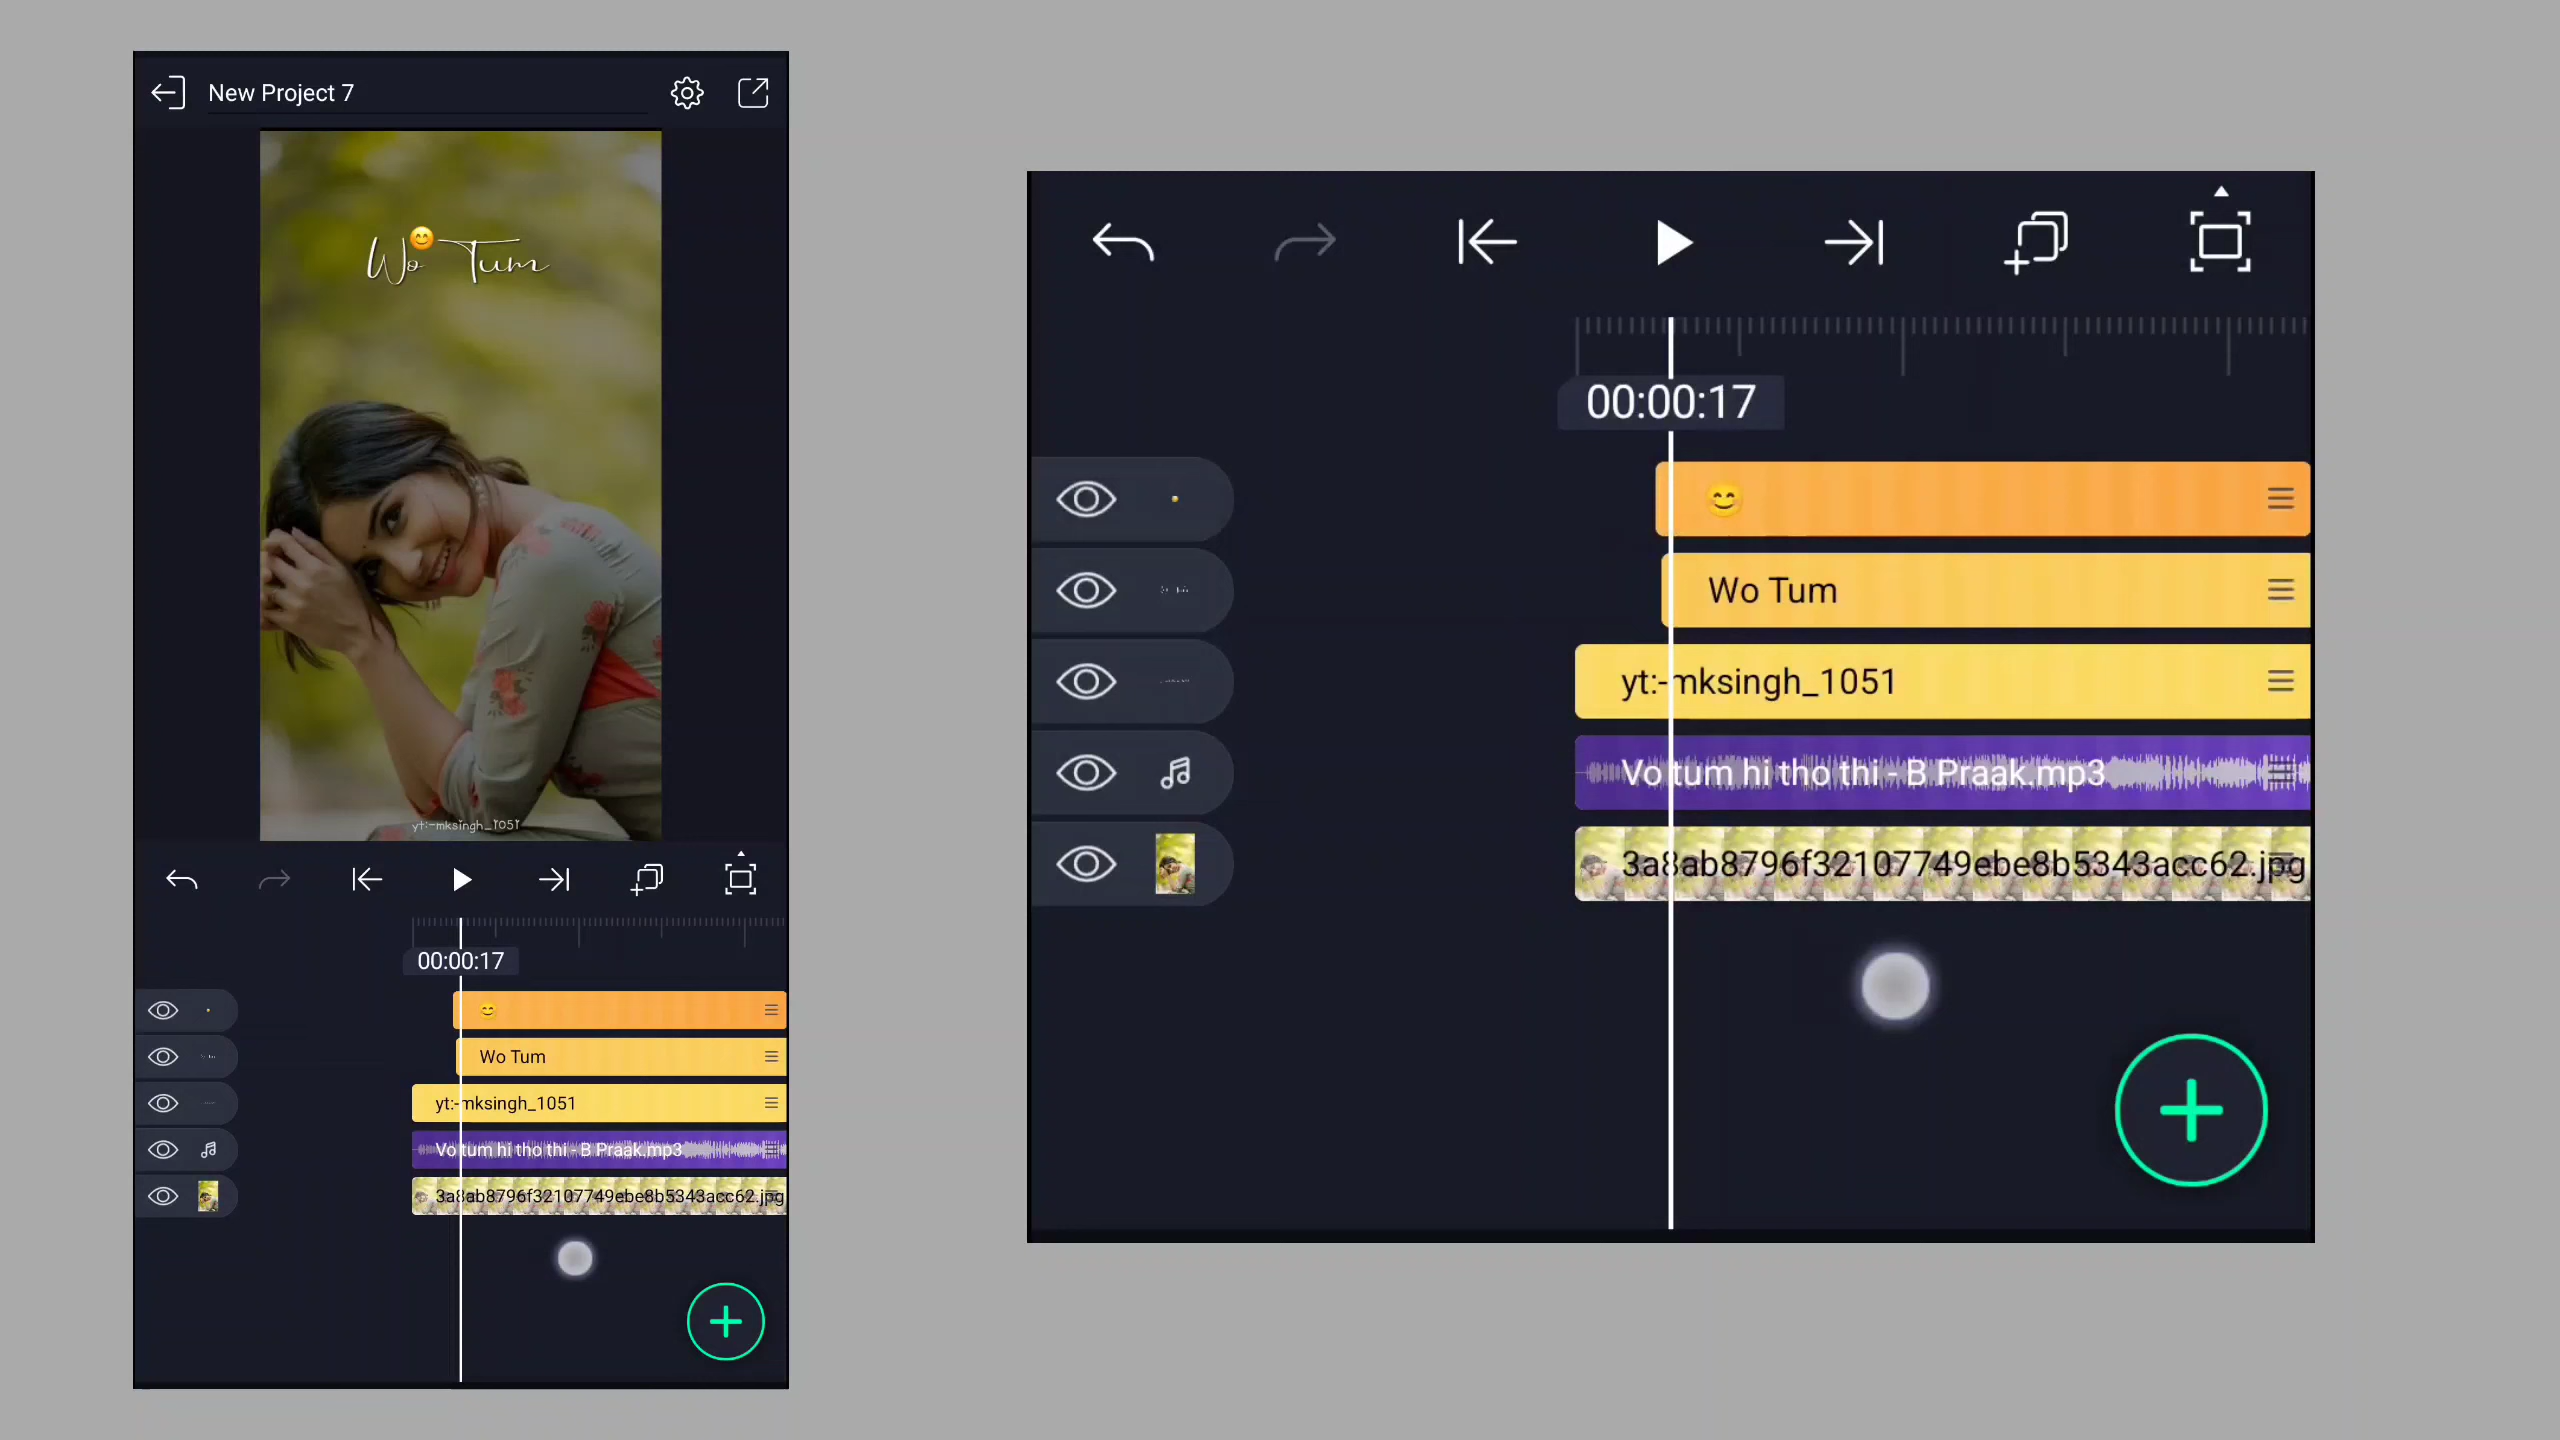 New Project 7
Wo😊 Tum
yt:-mksingh_1051
00:00:17
😊
Wo Tum
yt:-mksingh_1051
Vo tum hi tho thi - B Praak.mp3
3a8ab8796f32107749ebe8b5343acc62.jpg
00:00:17
😊
Wo Tum
yt:-mksingh_1051
Vo tum hi tho thi - B Praak.mp3
3a8ab8796f32107749ebe8b5343acc62.jpg